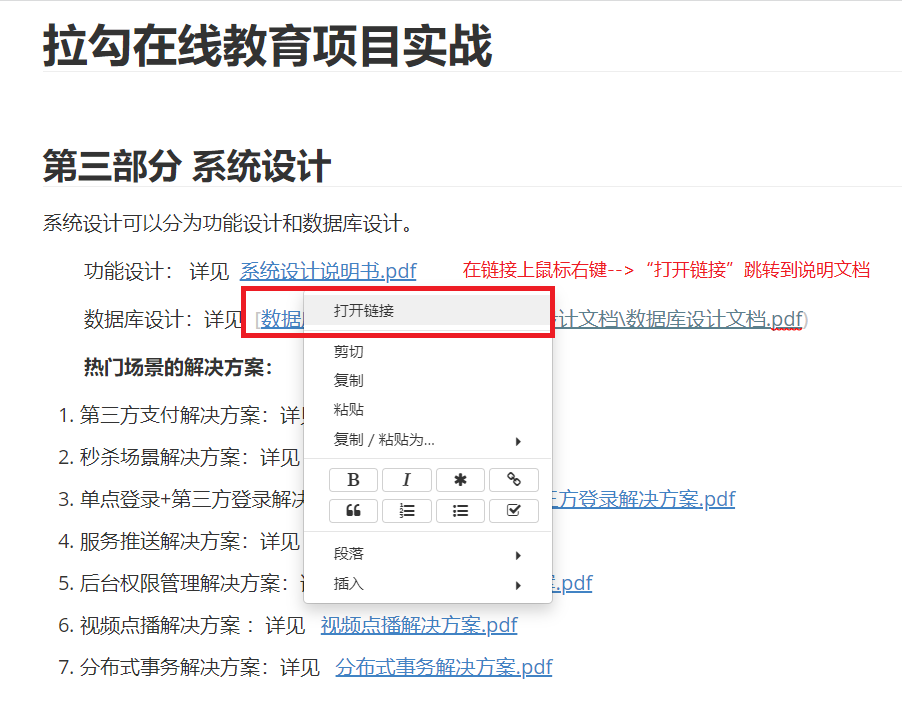 拉勾在线教育项目实战
第三部分 系统设计
系统设计可以分为功能设计和数据库设计。
功能设计： 详见 系统设计说明书.pdf 在链接上鼠标右键-->“打开链接”跳转到说明文档
数据库设计：详见 [数据 打开链接 计文档\数据库设计文档.pdf)
剪切
热门场景的解决方案：
复制
粘贴
1. 第三方支付解决方案：详
复制 / 粘贴为...
2. 秒杀场景解决方案：详见
B I
3. 单点登录+第三方登录解决 方登录解决方案.pdf
4. 服务推送解决方案：详见
段落
5. 后台权限管理解决方案： .pdf
插入
6. 视频点播解决方案 ：详见 视频点播解决方案.pdf
7. 分布式事务解决方案：详见 分布式事务解决方案.pdf